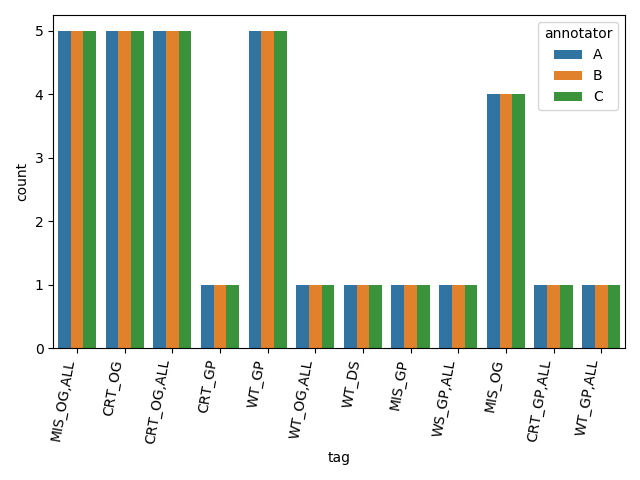 annotator
A
B
C
5
4
3
2
1
0
count
MIS_OG,ALL
CRT_OG
CRT_OG,ALL
CRT_GP
WT_GP
WT_OG,ALL
WT_DS
MIS_GP
WS_GP,ALL
MIS_OG
CRT_GP,ALL
WT_GP,ALL
tag